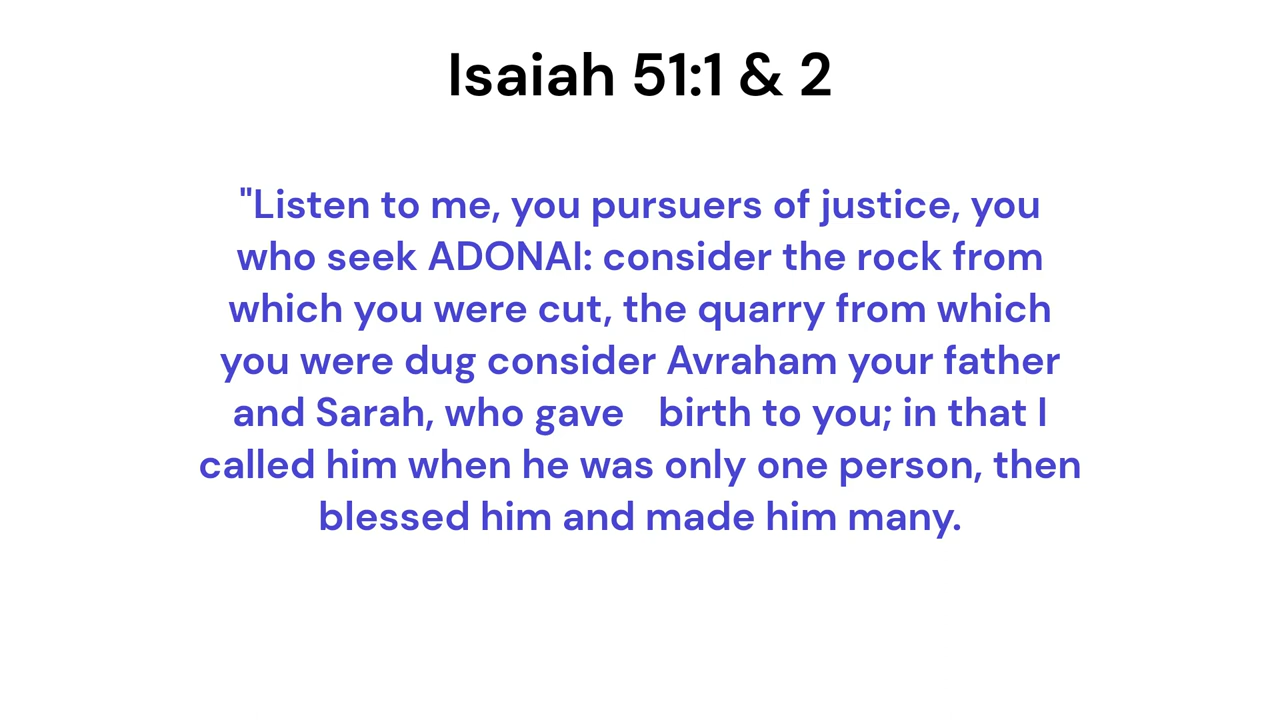 Isaiah 51:1 & 2
"Listen to me, you pursuers of justice, you
who seek ADONAI: consider the rock from
which you were cut, the quarry from which
you were dug consider Avraham your father
and Sarah, who gave   birth to you; in that I
called him when he was only one person, then
blessed him and made him many.